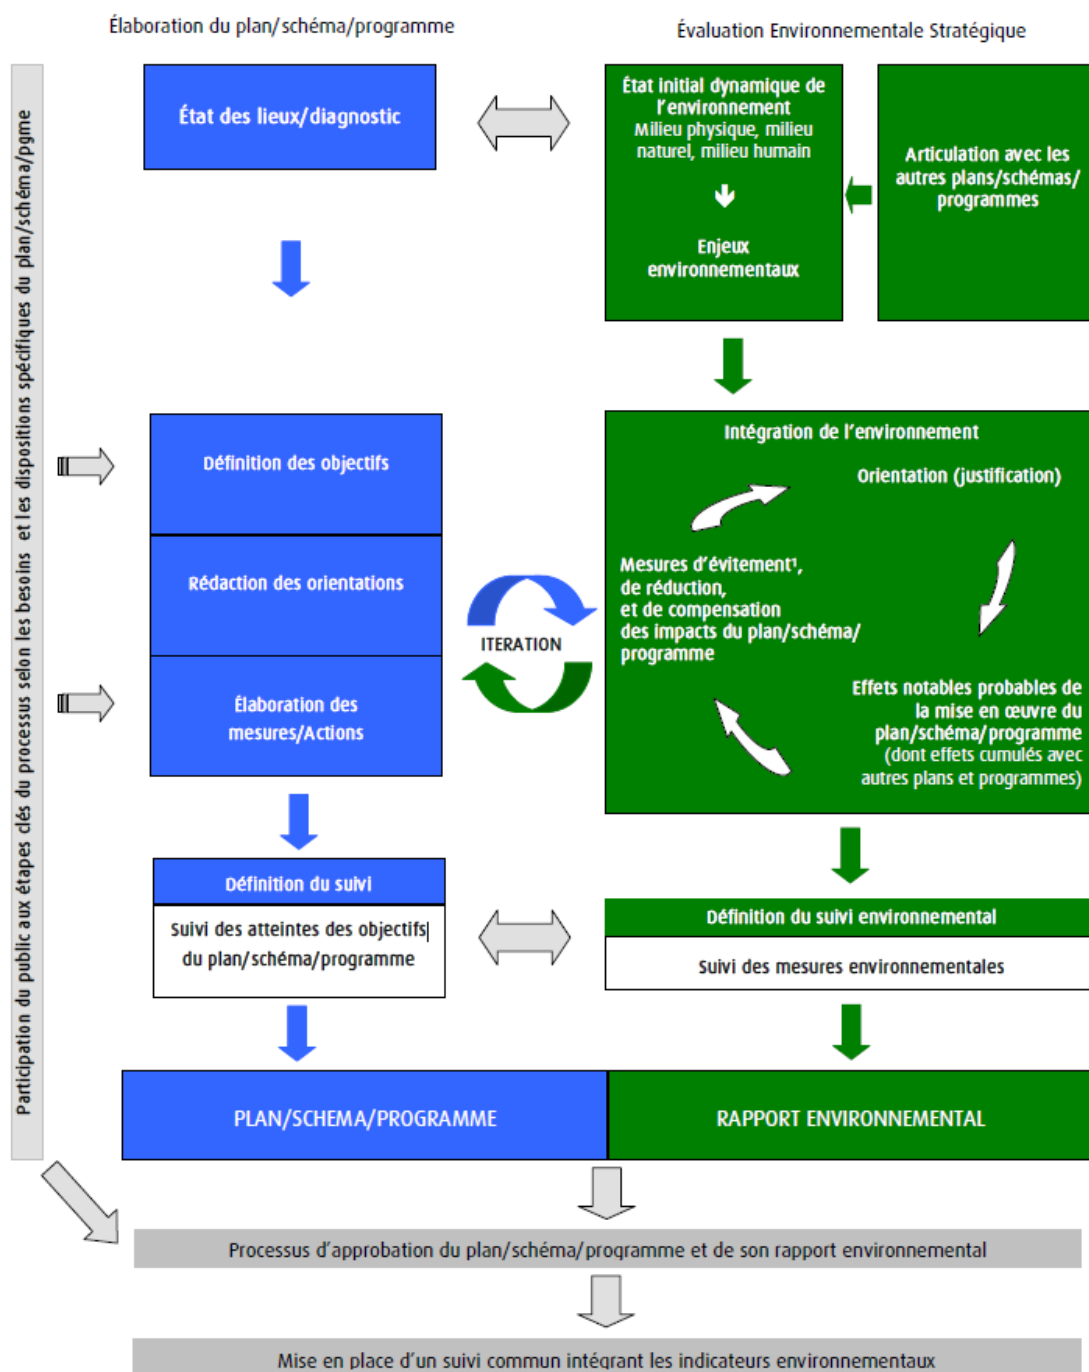 Élaboration du plan/schéma/programme
Évaluation Environnementale Stratégique
Participation du public aux étapes clés du processus selon les besoins et les dispositions spécifiques du plan/schéma/pgme
État des lieux/diagnostic
État initial dynamique de
l'environnement
Milieu physique, milieu
naturel, milieu humain
Enjeux
environnementaux
Articulation avec les
autres plans/schémas/
programmes
Définition des objectifs
Rédaction des orientations
Élaboration des
mesures/Actions
ITERATION
Intégration de l'environnement
Orientation (justification)
Mesures d'évitement¹,
de réduction,
et de compensation
des impacts du plan/schéma/
programme
Effets notables probables de
la mise en œuvre du
plan/schéma/programme
(dont effets cumulés avec
autres plans et programmes)
Définition du suivi
Suivi des atteintes des objectifs
du plan/schéma/programme
Définition du suivi environnemental
Suivi des mesures environnementales
PLAN/SCHEMA/PROGRAMME
RAPPORT ENVIRONNEMENTAL
Processus d'approbation du plan/schéma/programme et de son rapport environnemental
Mise en place d'un suivi commun intégrant les indicateurs environnementaux